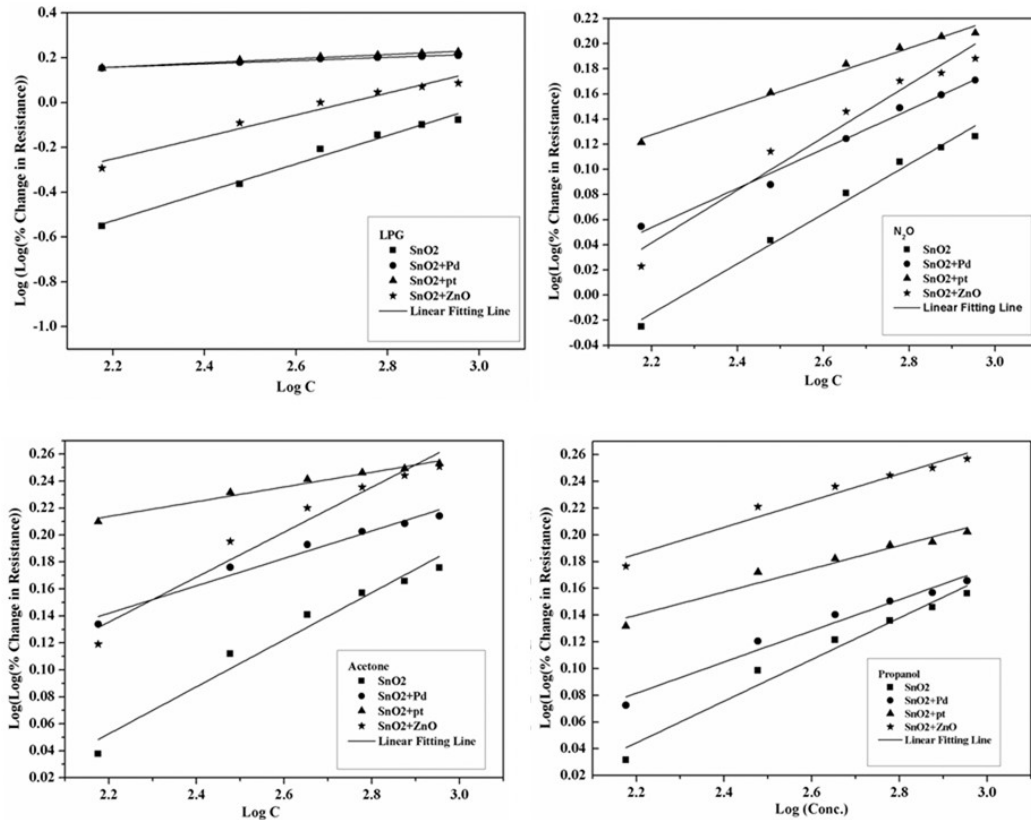 Log (Log(% Change in Resistance))
0.4
0.2
0.0
-0.2
-0.4
-0.6
-0.8
-1.0
2.2
2.4
2.6
2.8
3.0
Log C
LPG
SnO2
SnO2+Pd
SnO2+pt
SnO2+ZnO
Linear Fitting Line
Log(Log(% Change in Resistance))
0.22
0.20
0.18
0.16
0.14
0.12
0.10
0.08
0.06
0.04
0.02
0.00
-0.02
-0.04
2.2
2.4
2.6
2.8
3.0
Log C
N₂O
SnO2
SnO2+Pd
SnO2+pt
SnO2+ZnO
Linear Fitting Line
Log(Log(% Change in Resistance))
0.26
0.24
0.22
0.20
0.18
0.16
0.14
0.12
0.10
0.08
0.06
0.04
0.02
2.2
2.4
2.6
2.8
3.0
Log C
Acetone
SnO2
SnO2+Pd
SnO2+pt
SnO2+ZnO
Linear Fitting Line
Log(Log(% Change in Resistance))
0.26
0.24
0.22
0.20
0.18
0.16
0.14
0.12
0.10
0.08
0.06
0.04
0.02
2.2
2.4
2.6
2.8
3.0
Log (Conc.)
Propanol
SnO2
SnO2+Pd
SnO2+pt
SnO2+ZnO
Linear Fitting Line